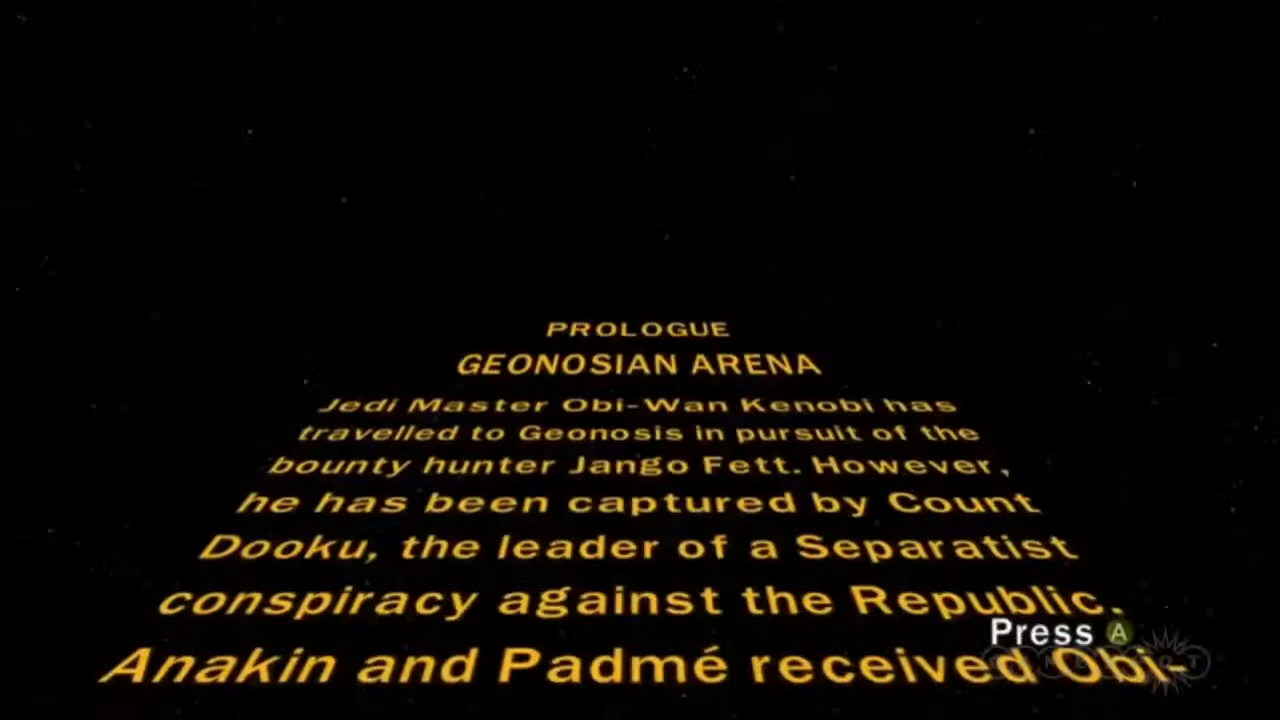 PROLOGUE
GEONOSIAN ARENA
Jedi Master Obi-Wan Kenobi has
travelled to Geonosis in pursuit of the
bounty hunter Jango Fett. However,
he has been captured by Count
Dooku, the leader of a Separatist
conspiracy against the Republic.
Press A
Anakin and Padmé received Obi-